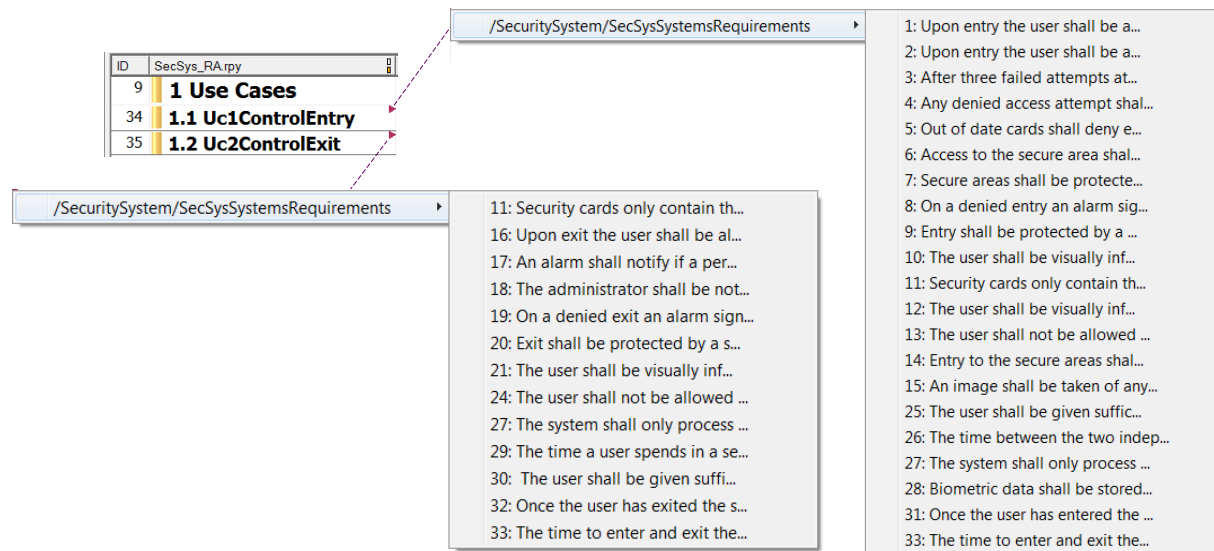 /SecuritySystem/SecSysSystemsRequirements
ID SecSys_RA.rpy
9 1 Use Cases
34 1.1 Uc1ControlEntry
35 1.2 Uc2ControlExit
/SecuritySystem/SecSysSystemsRequirements
11: Security cards only contain th...
16: Upon exit the user shall be al...
17: An alarm shall notify if a per...
18: The administrator shall be not...
19: On a denied exit an alarm sign...
20: Exit shall be protected by a s...
21: The user shall be visually inf...
24: The user shall not be allowed ...
27: The system shall only process ...
29: The time a user spends in a se...
30:  The user shall be given suffi...
32: Once the user has exited the s...
33: The time to enter and exit the...
1: Upon entry the user shall be a...
2: Upon entry the user shall be a...
3: After three failed attempts at...
4: Any denied access attempt shal...
5: Out of date cards shall deny e...
6: Access to the secure area shal...
7: Secure areas shall be protecte...
8: On a denied entry an alarm sig...
9: Entry shall be protected by a ...
10: The user shall be visually inf...
11: Security cards only contain th...
12: The user shall be visually inf...
13: The user shall not be allowed ...
14: Entry to the secure areas shal...
15: An image shall be taken of any...
25: The user shall be given suffic...
26: The time between the two indep...
27: The system shall only process ...
28: Biometric data shall be stored...
31: Once the user has entered the ...
33: The time to enter and exit the...